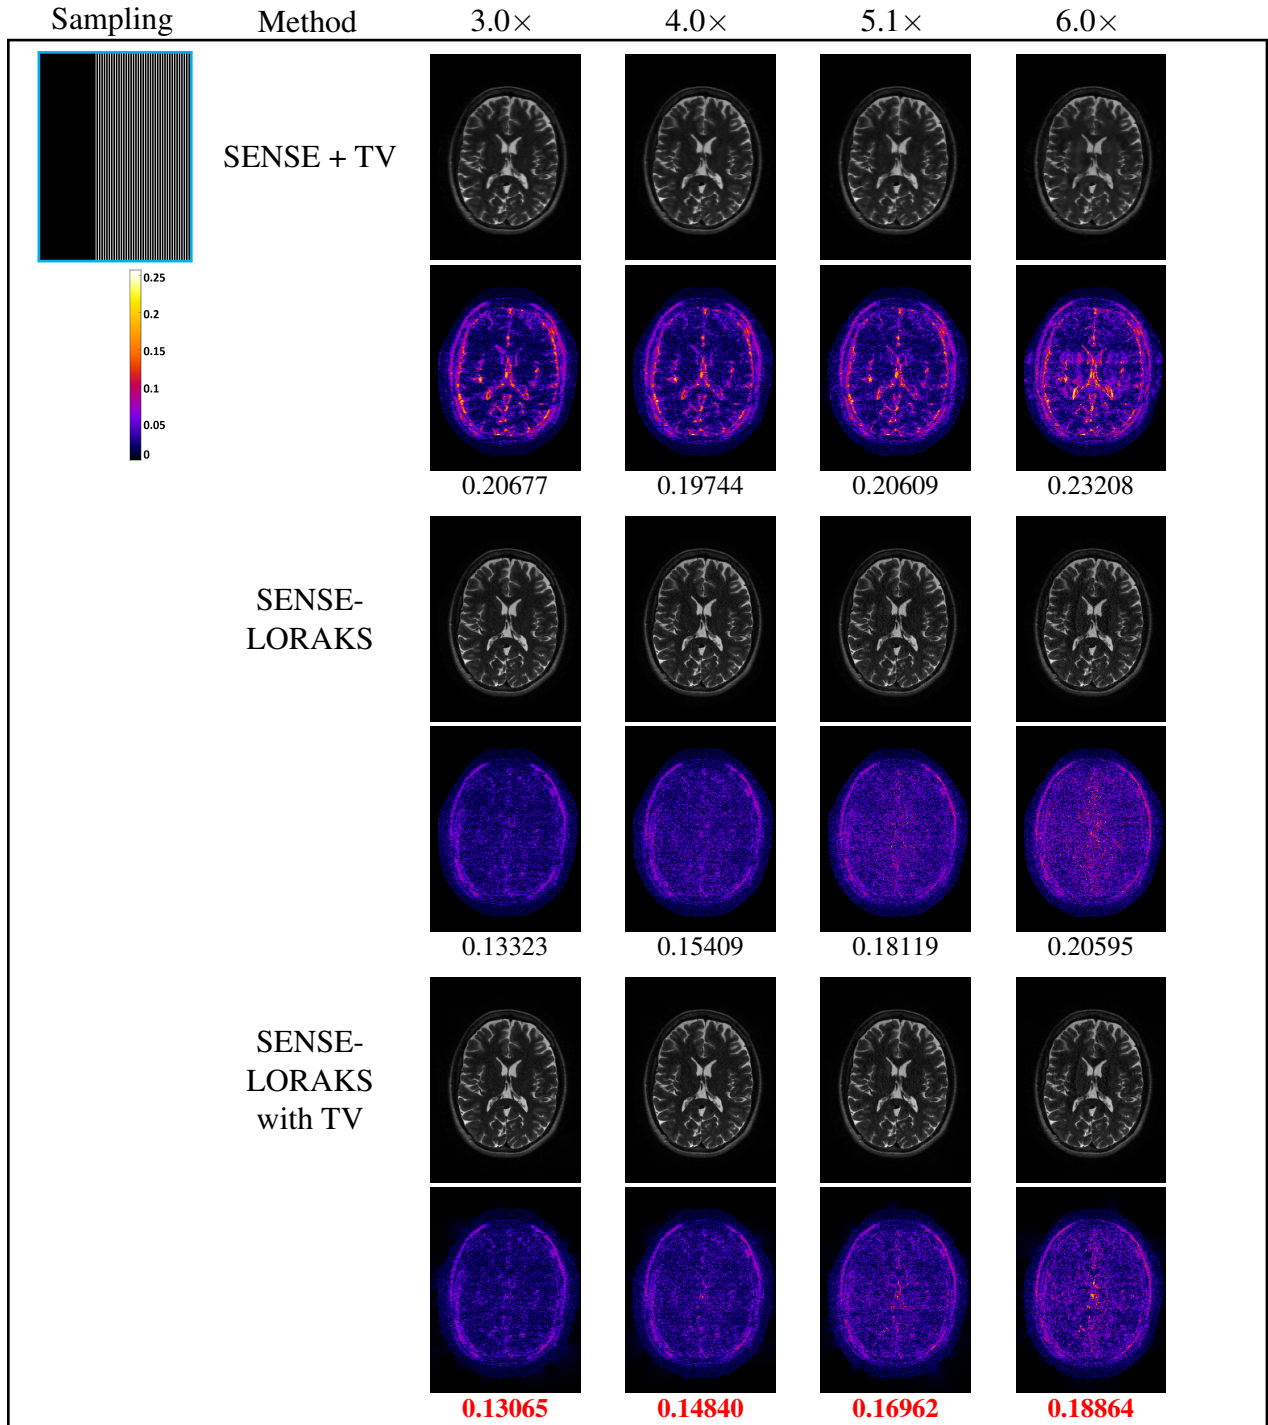 Sampling Method 3.0× 4.0× 5.1× 6.0×
SENSE + TV
0.25
0.2
0.15
0.1
0.05
0
0.20677 0.19744 0.20609 0.23208
SENSE-
LORAKS
0.13323 0.15409 0.18119 0.20595
SENSE-
LORAKS
with TV
0.13065 0.14840 0.16962 0.18864